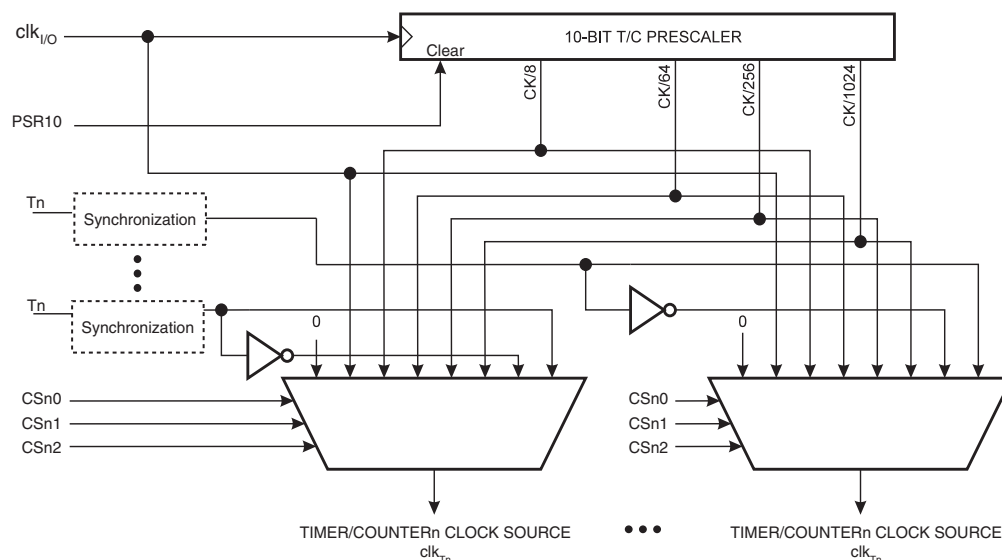 clkI/O
10-BIT T/C PRESCALER
Clear
CK/8
CK/64
CK/256
CK/1024
PSR10
Tn
Synchronization
Tn
Synchronization
0
0
CSn0
CSn1
CSn2
CSn0
CSn1
CSn2
TIMER/COUNTERn CLOCK SOURCE
clkTn
TIMER/COUNTERn CLOCK SOURCE
clkTn